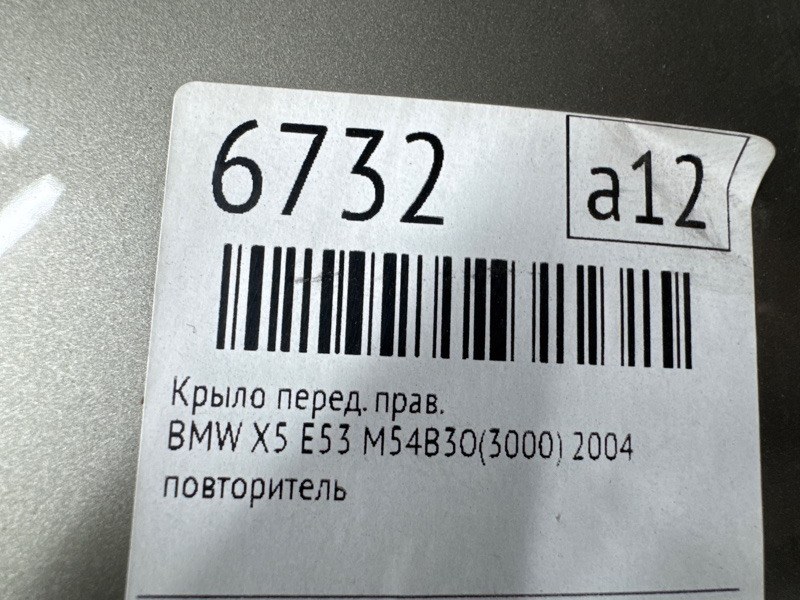 6732
a12
Крыло перед. прав.
BMW X5 E53 M54B30(3000) 2004
повторитель